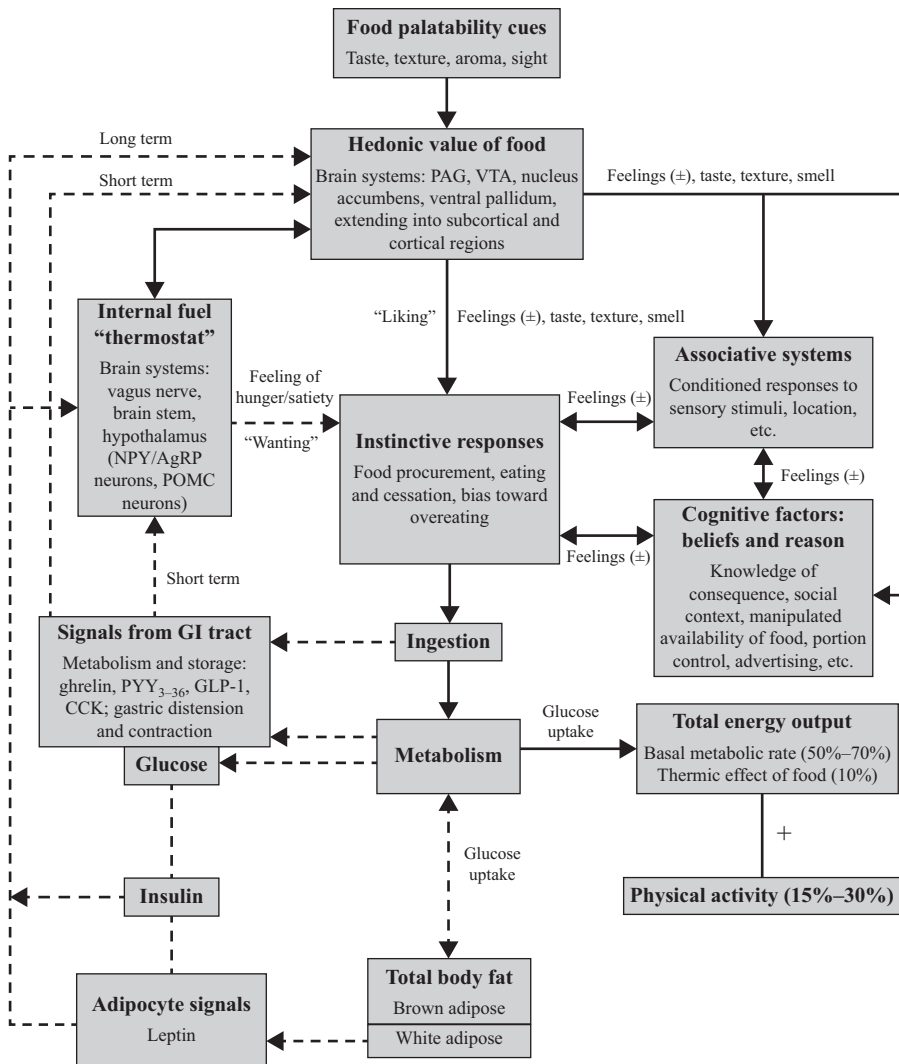 Food palatability cues
Taste, texture, aroma, sight
Long term
Hedonic value of food
Brain systems: PAG, VTA, nucleus
accumbens, ventral pallidum,
extending into subcortical and
cortical regions
Short term
Feelings (±), taste, texture, smell
Internal fuel
“thermostat”
Brain systems:
vagus nerve,
brain stem,
hypothalamus
(NPY/AgRP
neurons, POMC
neurons)
“Liking”
Feelings (±), taste, texture, smell
Associative systems
Conditioned responses to
sensory stimuli, location,
etc.
Feeling of
hunger/satiety
“Wanting”
Feelings (±)
Instinctive responses
Food procurement, eating
and cessation, bias toward
overeating
Feelings (±)
Cognitive factors:
beliefs and reason
Knowledge of
consequence, social
context, manipulated
availability of food, portion
control, advertising, etc.
Feelings (±)
Short term
Signals from GI tract
Metabolism and storage:
ghrelin, PYY3–36, GLP-1,
CCK; gastric distension
and contraction
Ingestion
Glucose
Metabolism
Glucose
uptake
Total energy output
Basal metabolic rate (50%–70%)
Thermic effect of food (10%)
+
Glucose
uptake
Insulin
Physical activity (15%–30%)
Adipocyte signals
Leptin
Total body fat
Brown adipose
White adipose